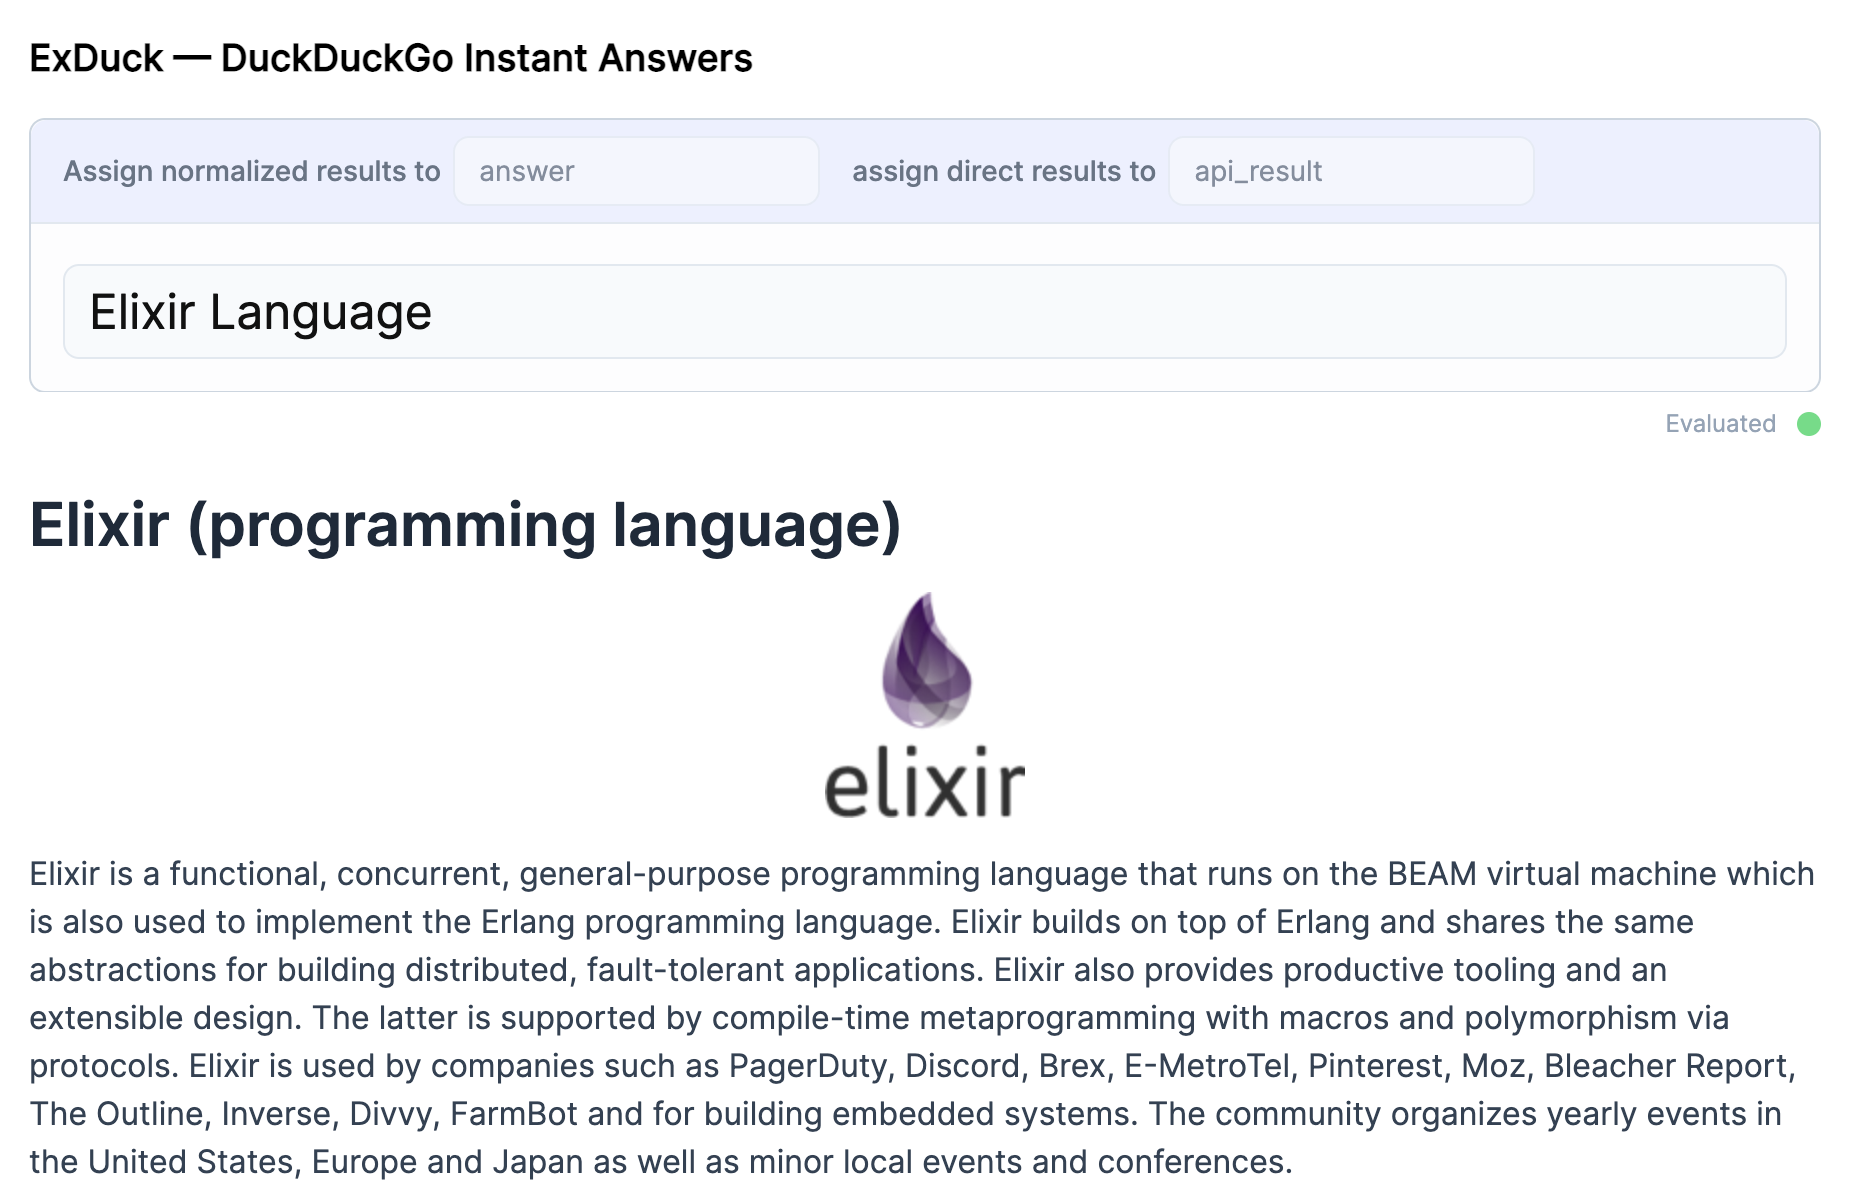 ExDuck — DuckDuckGo Instant Answers
Assign normalized results to answer assign direct results to api_result
Elixir Language
Evaluated
Elixir (programming language)
elixir
Elixir is a functional, concurrent, general-purpose programming language that runs on the BEAM virtual machine which
is also used to implement the Erlang programming language. Elixir builds on top of Erlang and shares the same
abstractions for building distributed, fault-tolerant applications. Elixir also provides productive tooling and an
extensible design. The latter is supported by compile-time metaprogramming with macros and polymorphism via
protocols. Elixir is used by companies such as PagerDuty, Discord, Brex, E-MetroTel, Pinterest, Moz, Bleacher Report,
The Outline, Inverse, Divvy, FarmBot and for building embedded systems. The community organizes yearly events in
the United States, Europe and Japan as well as minor local events and conferences.